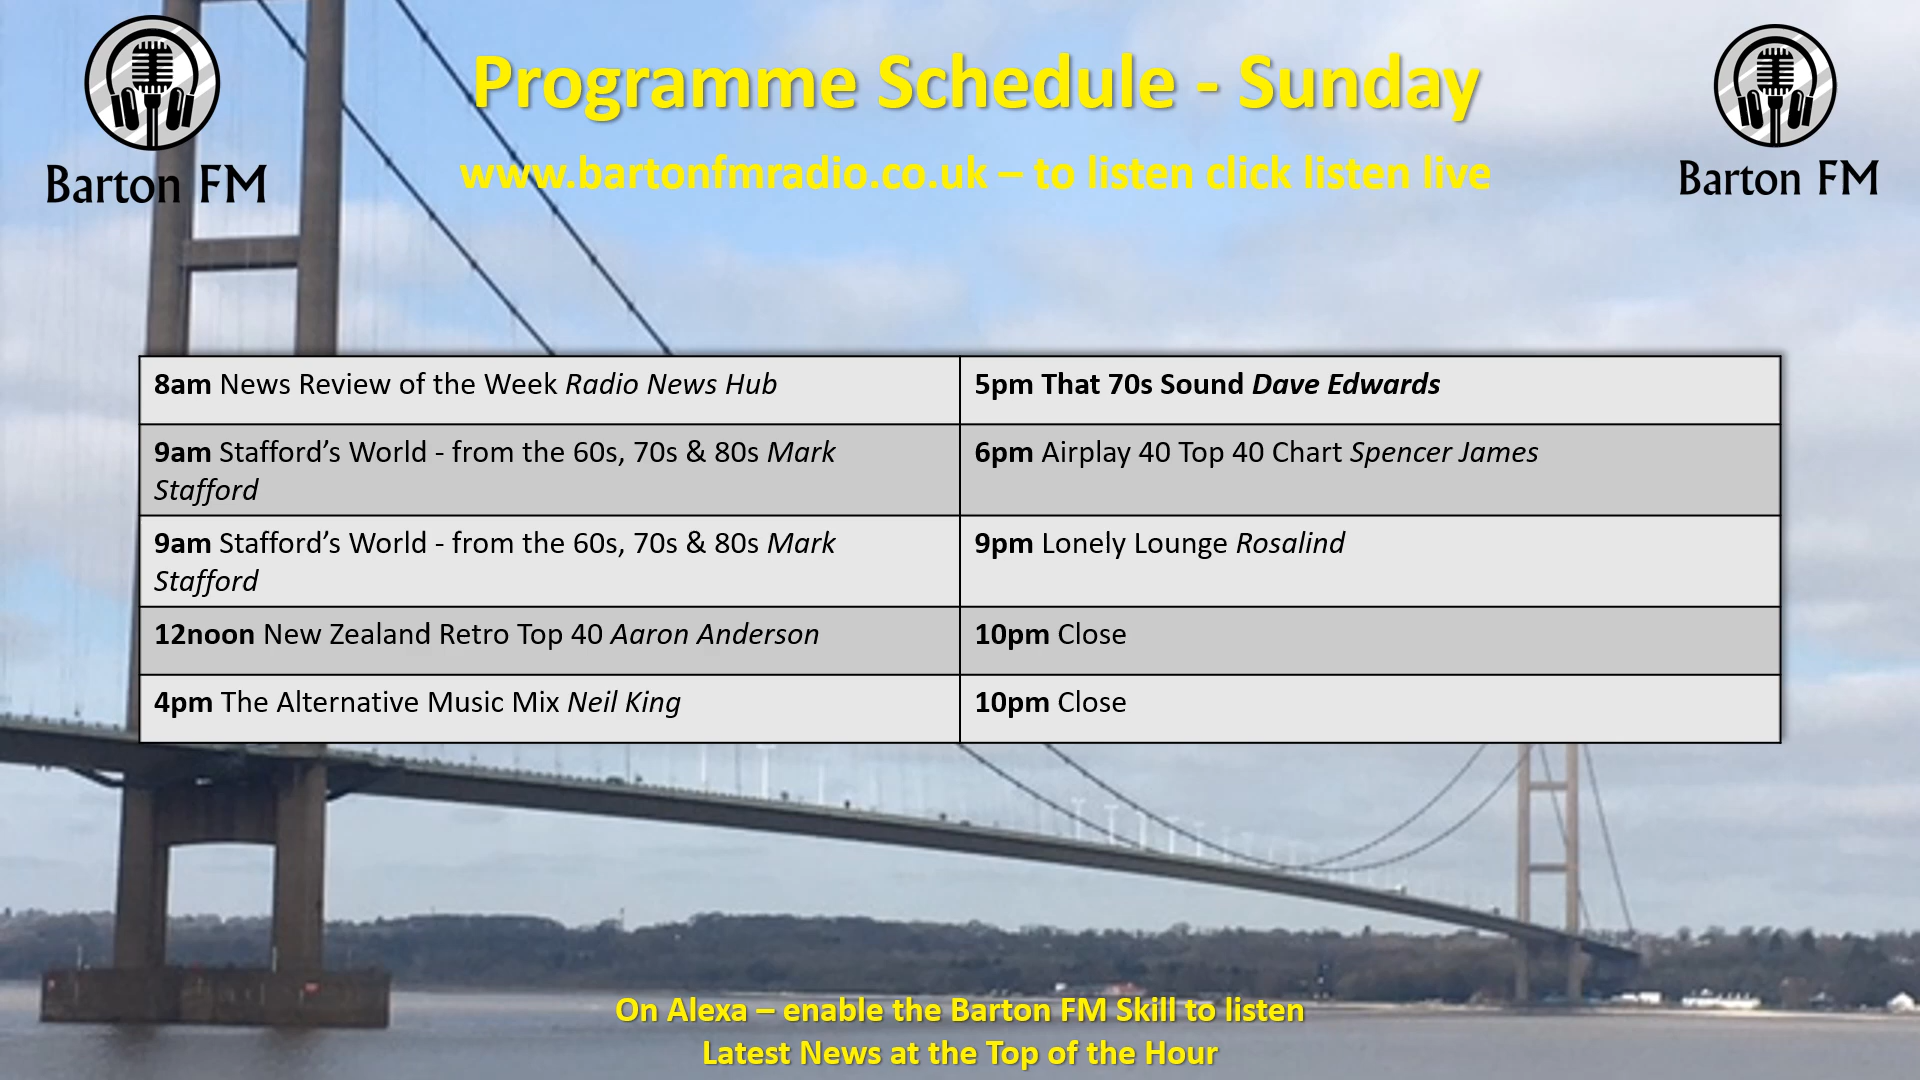 Barton FM
Programme Schedule - Sunday
www.bartonfmradio.co.uk – to listen click listen live
Barton FM
8am News Review of the Week Radio News Hub
5pm That 70s Sound Dave Edwards
9am Stafford’s World - from the 60s, 70s & 80s Mark
Stafford
6pm Airplay 40 Top 40 Chart Spencer James
9am Stafford’s World - from the 60s, 70s & 80s Mark
Stafford
9pm Lonely Lounge Rosalind
12noon New Zealand Retro Top 40 Aaron Anderson
10pm Close
4pm The Alternative Music Mix Neil King
10pm Close
On Alexa – enable the Barton FM Skill to listen
Latest News at the Top of the Hour